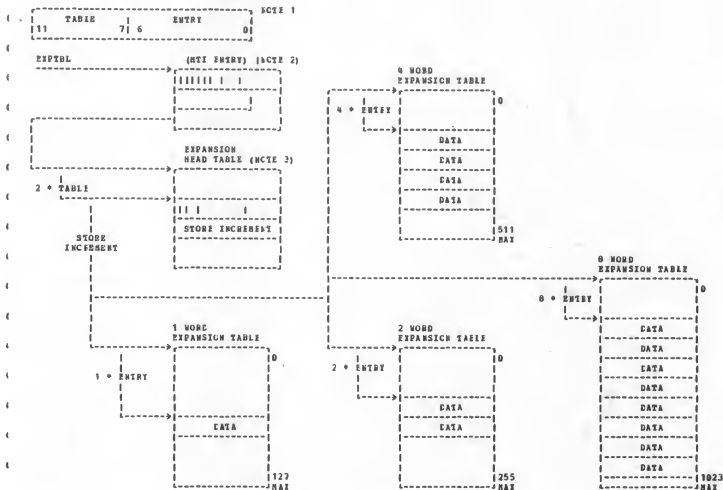 NOTE 1
TABLE | ENTRY
11 7 6 0
EXPTBL (MTI ENTRY) (NOTE 2)
4 WORD
EXPANSION TABLE
0
4 * ENTRY
DATA
DATA
DATA
DATA
511
MAX
EXPANSION
HEAD TABLE (NOTE 3)
2 * TABLE
STORE INCREMENT
STORE
INCREMENT
8 WORD
EXPANSION TABLE
0
8 * ENTRY
DATA
DATA
DATA
DATA
DATA
DATA
DATA
DATA
1023
MAX
1 WORD
EXPANSION TABLE
0
1 * ENTRY
DATA
127
MAX
2 WORD
EXPANSION TABLE
0
2 * ENTRY
DATA
DATA
255
MAX